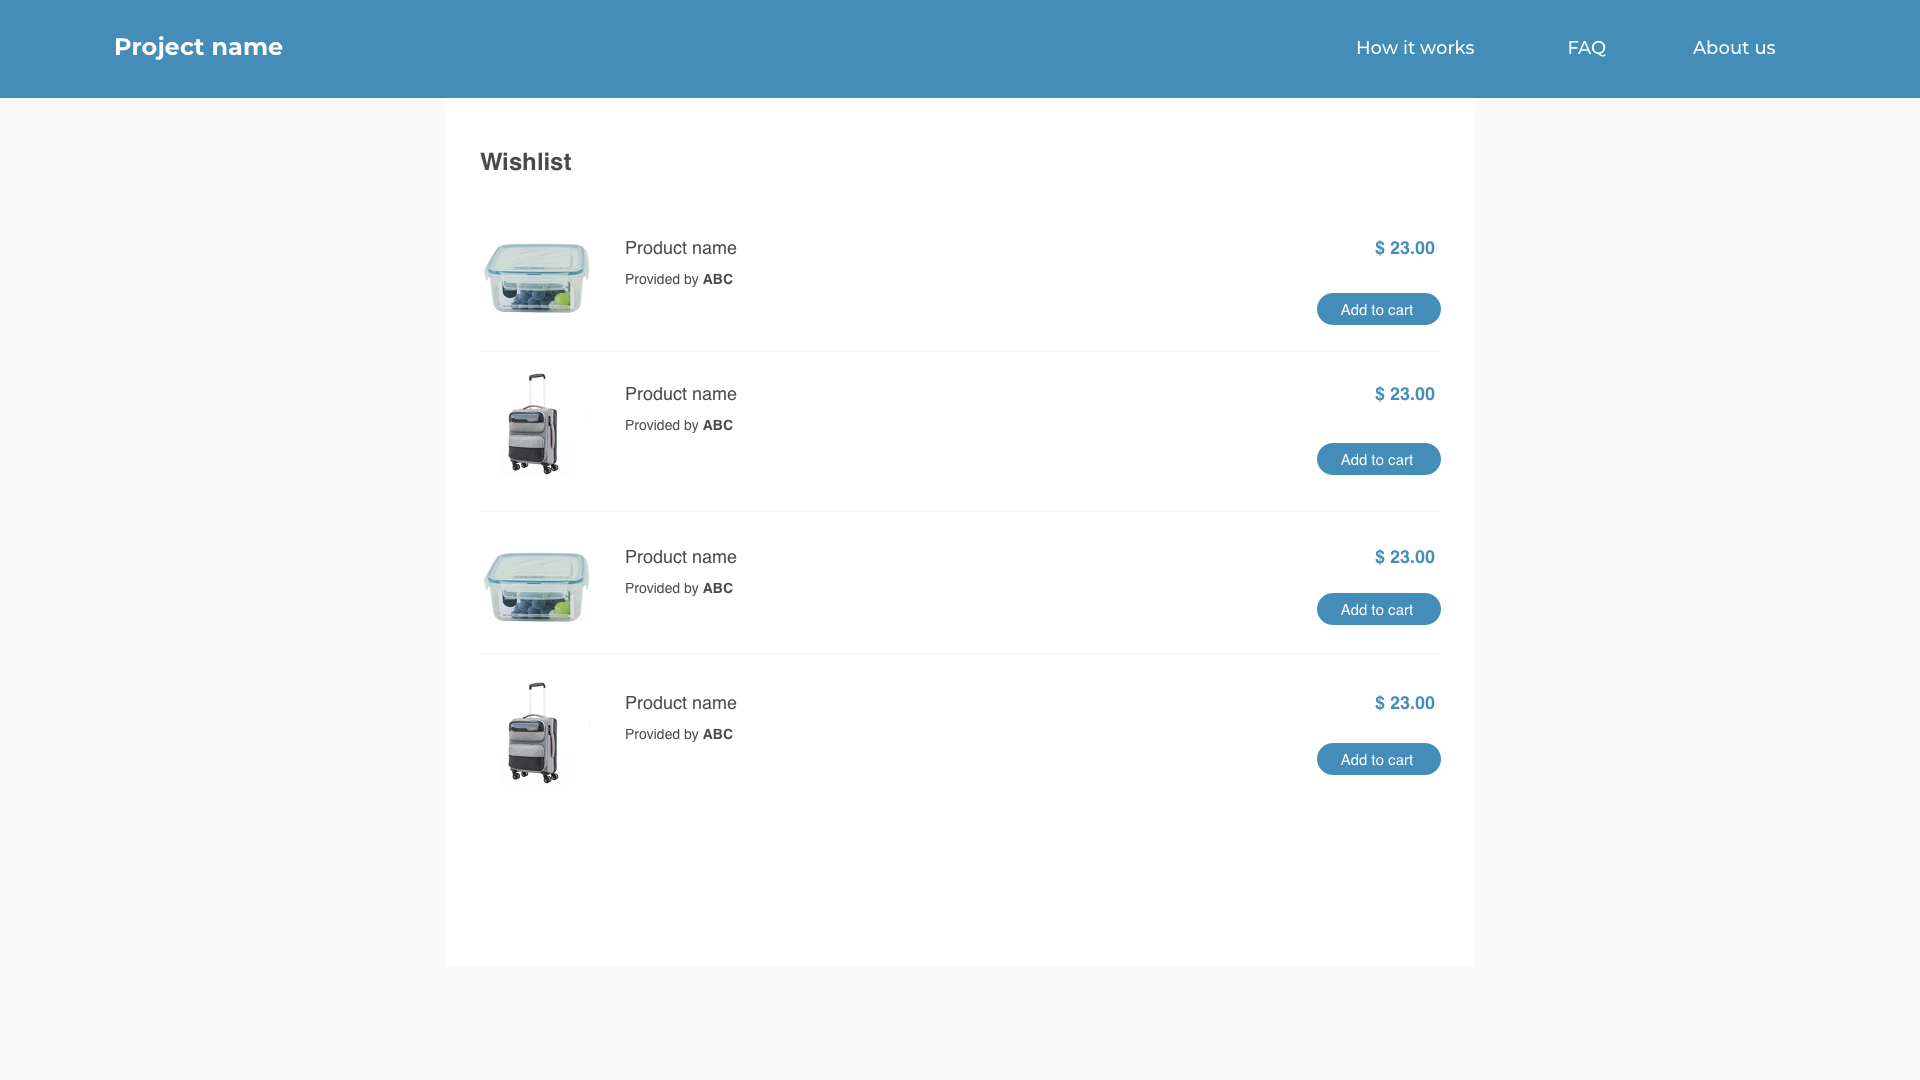 Project name
How it works
FAQ
About us
Wishlist
Product name
$ 23.00
Provided by ABC
Add to cart
Product name
$ 23.00
Provided by ABC
Add to cart
Product name
$ 23.00
Provided by ABC
Add to cart
Product name
$ 23.00
Provided by ABC
Add to cart